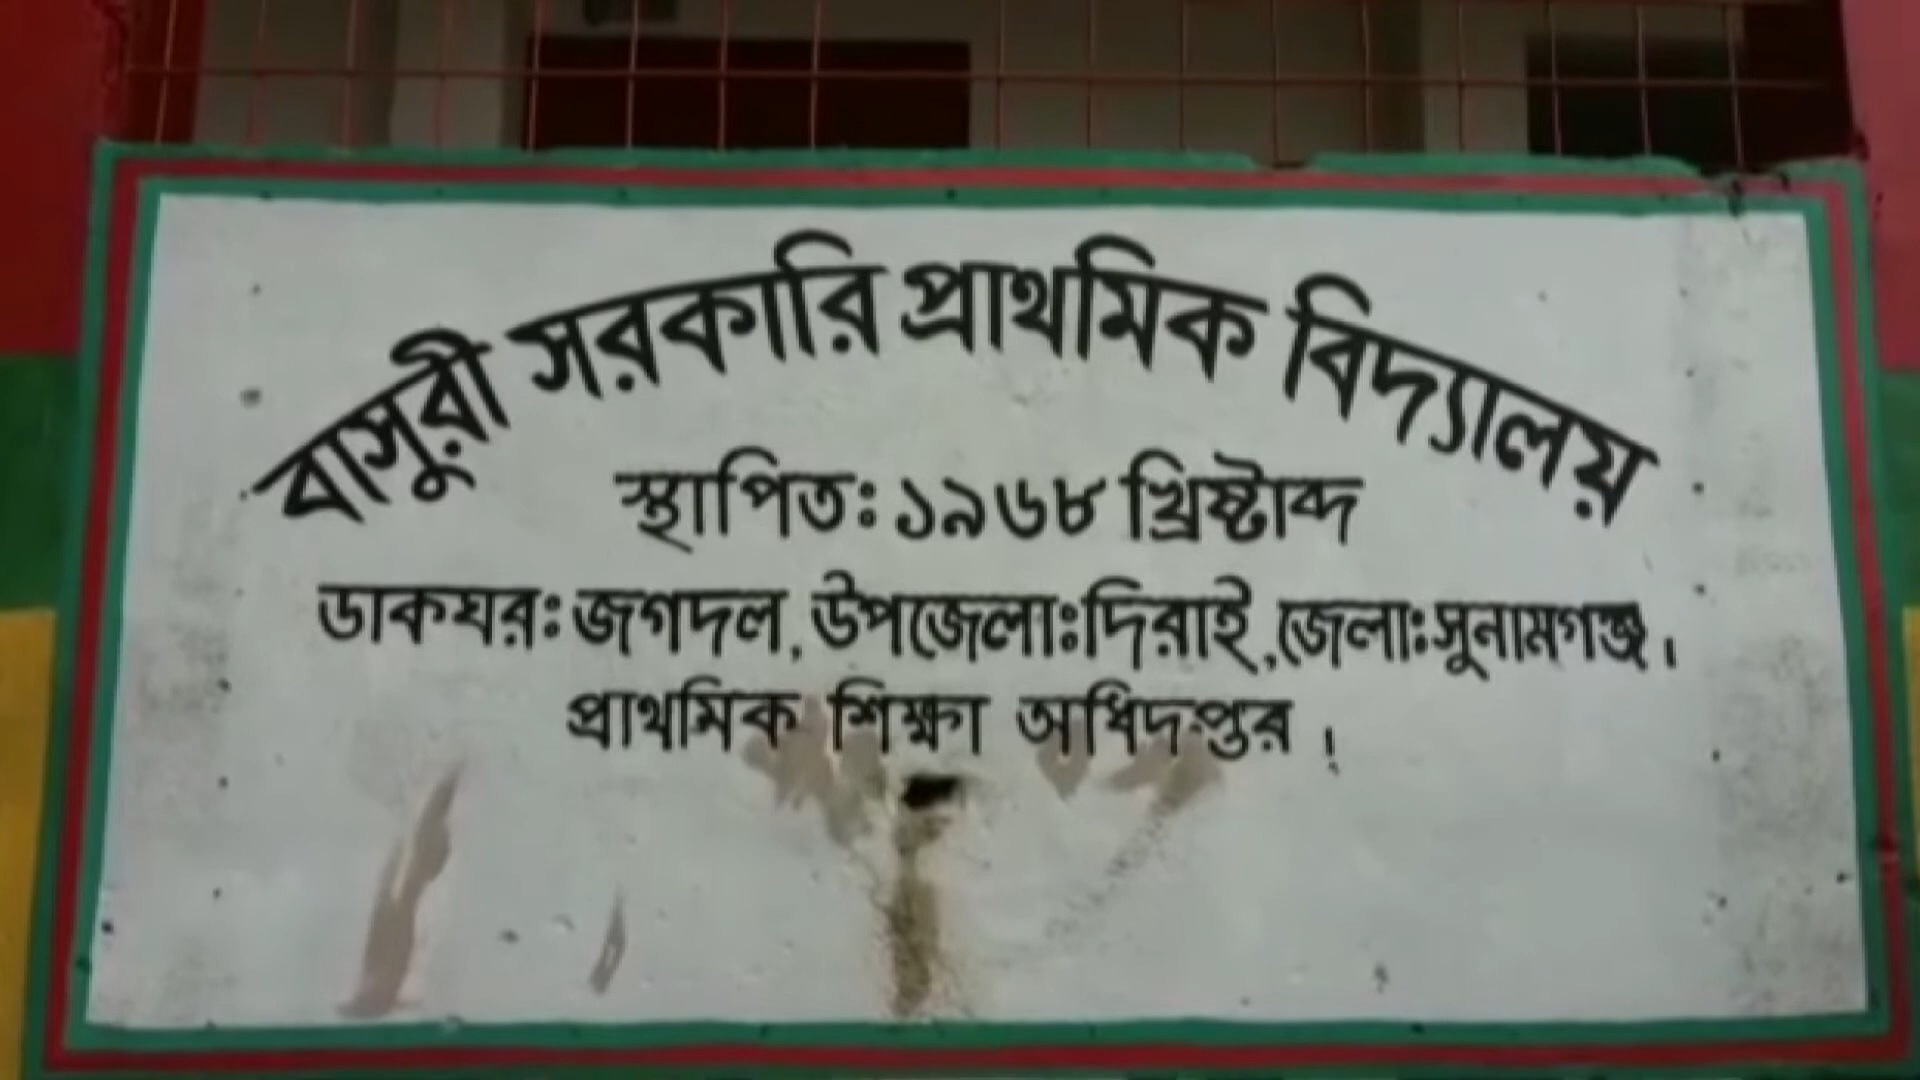 বাসুরী সরকারি প্রাথমিক বিদ্যালয়
স্থাপিত: ১৯৬৮ খ্রিষ্টাব্দ
ডাকঘর: জগদল, উপজেলা:দিরাই,জেলা:সুনামগঞ্জ।
প্রাথমিক শিক্ষা অধিদপ্তর।